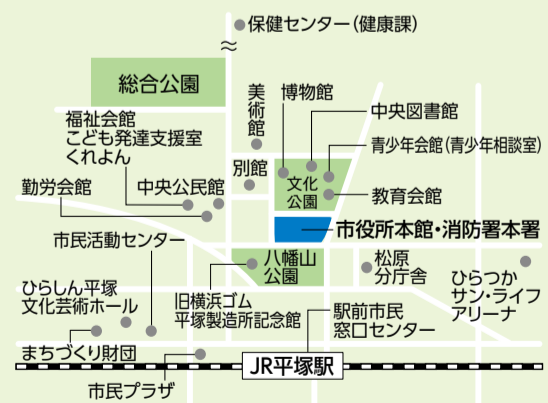 保健センター(健康課)
総合公園
美術館
博物館
中央図書館
福祉会館
こども発達支援室
くれよん
青少年会館(青少年相談室)
別館
文化
公園
勤労会館
中央公民館
教育会館
市役所本館・消防署本署
市民活動センター
八幡山
公園
松原
分庁舎
ひらつか
サン・ライフ
アリーナ
ひらしん平塚
文化芸術ホール
旧横浜ゴム
平塚製造所記念館
駅前市民
窓口センター
まちづくり財団
JR平塚駅
市民プラザ